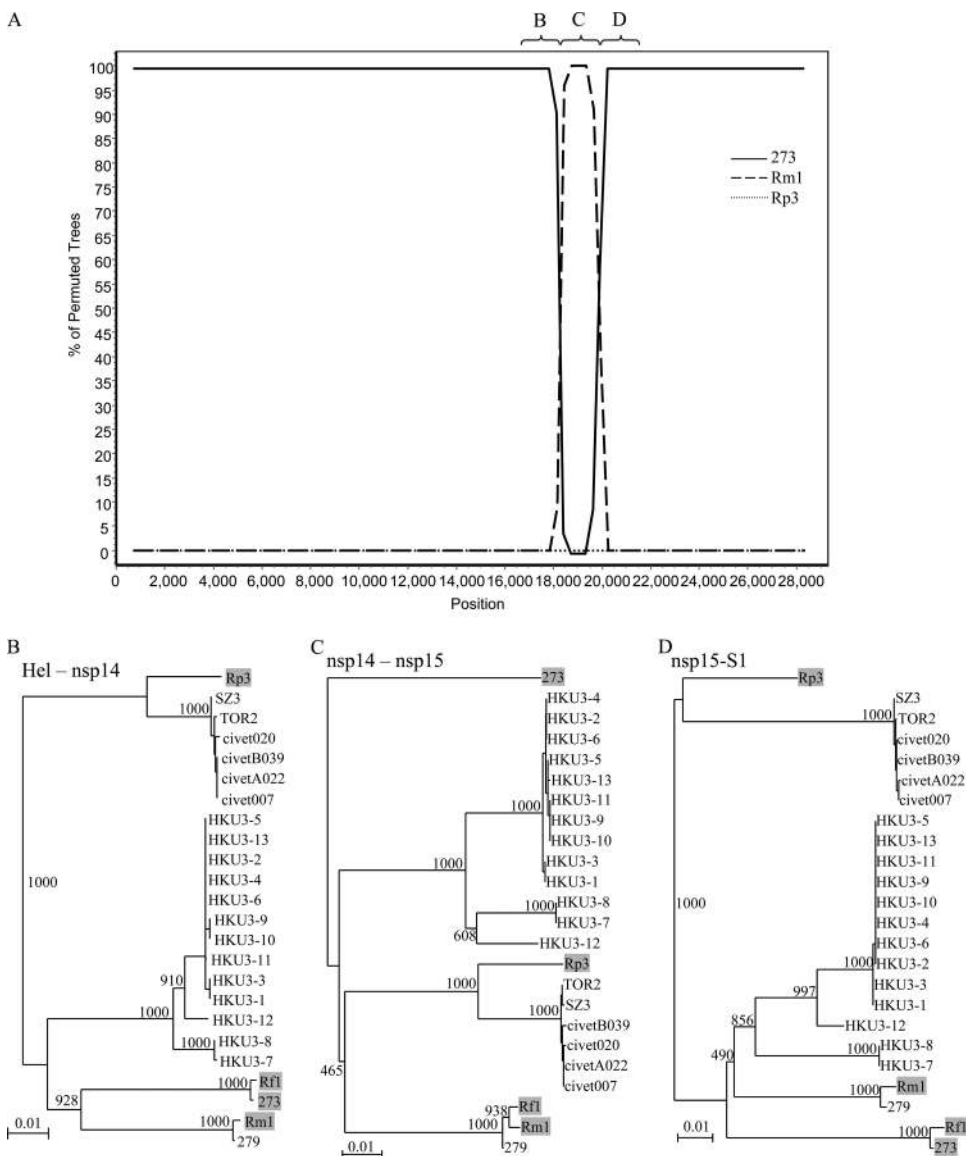 A
B C D
% of Permuted Trees
100
95
90
85
80
75
70
65
60
55
50
45
40
35
30
25
20
15
10
5
0
273
Rm1
Rp3
0 2,000 4,000 6,000 8,000 10,000 12,000 14,000 16,000 18,000 20,000 22,000 24,000 26,000 28,000
Position
B
Hel – nsp14
Rp3
SZ3
1000
TOR2
civet020
civetB039
civetA022
civet007
HKU3-5
HKU3-13
HKU3-2
1000
HKU3-4
HKU3-6
HKU3-9
HKU3-10
HKU3-11
910
HKU3-3
HKU3-1
1000
HKU3-12
HKU3-8
1000
HKU3-7
1000
Rf1
928
273
Rm1
1000
279
0.01
C
nsp14 – nsp15
273
HKU3-4
HKU3-2
HKU3-6
HKU3-5
HKU3-13
1000
HKU3-11
HKU3-9
HKU3-10
1000
HKU3-3
HKU3-1
1000
HKU3-8
HKU3-7
608
HKU3-12
Rp3
1000
TOR2
1000
SZ3
civetB039
civet020
465
civetA022
civet007
938
Rf1
1000
Rm1
279
0.01
D
nsp15-S1
Rp3
SZ3
1000
TOR2
civet020
civetB039
civetA022
civet007
HKU3-5
HKU3-13
HKU3-11
1000
HKU3-9
HKU3-10
HKU3-4
HKU3-6
1000
HKU3-2
997
HKU3-3
HKU3-1
856
HKU3-12
HKU3-8
490
1000
HKU3-7
1000
Rm1
279
Rf1
1000
273
0.01